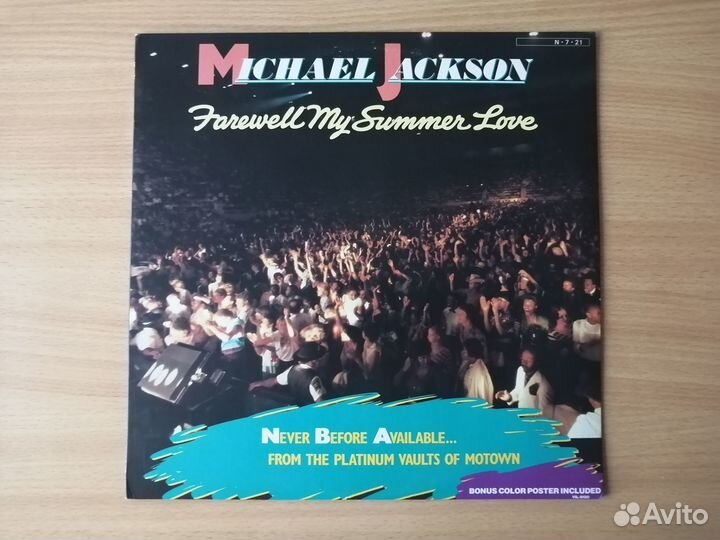 N・7・21
MICHAEL JACKSON
Farewell My Summer Love
NEVER BEFORE AVAILABLE...
FROM THE PLATINUM VAULTS OF MOTOWN
BONUS COLOR POSTER INCLUDED
Avito